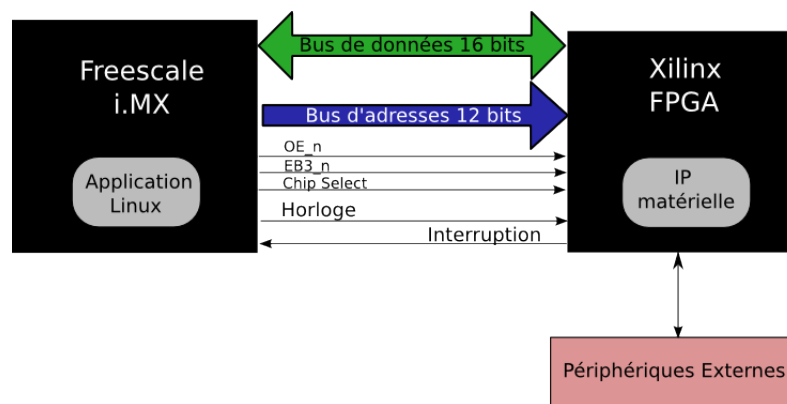 Freescale
i.MX
Application
Linux
Bus de données 16 bits
Bus d'adresses 12 bits
OE_n
EB3_n
Chip Select
Horloge
Interruption
Xilinx
FPGA
IP
matérielle
Périphériques Externes